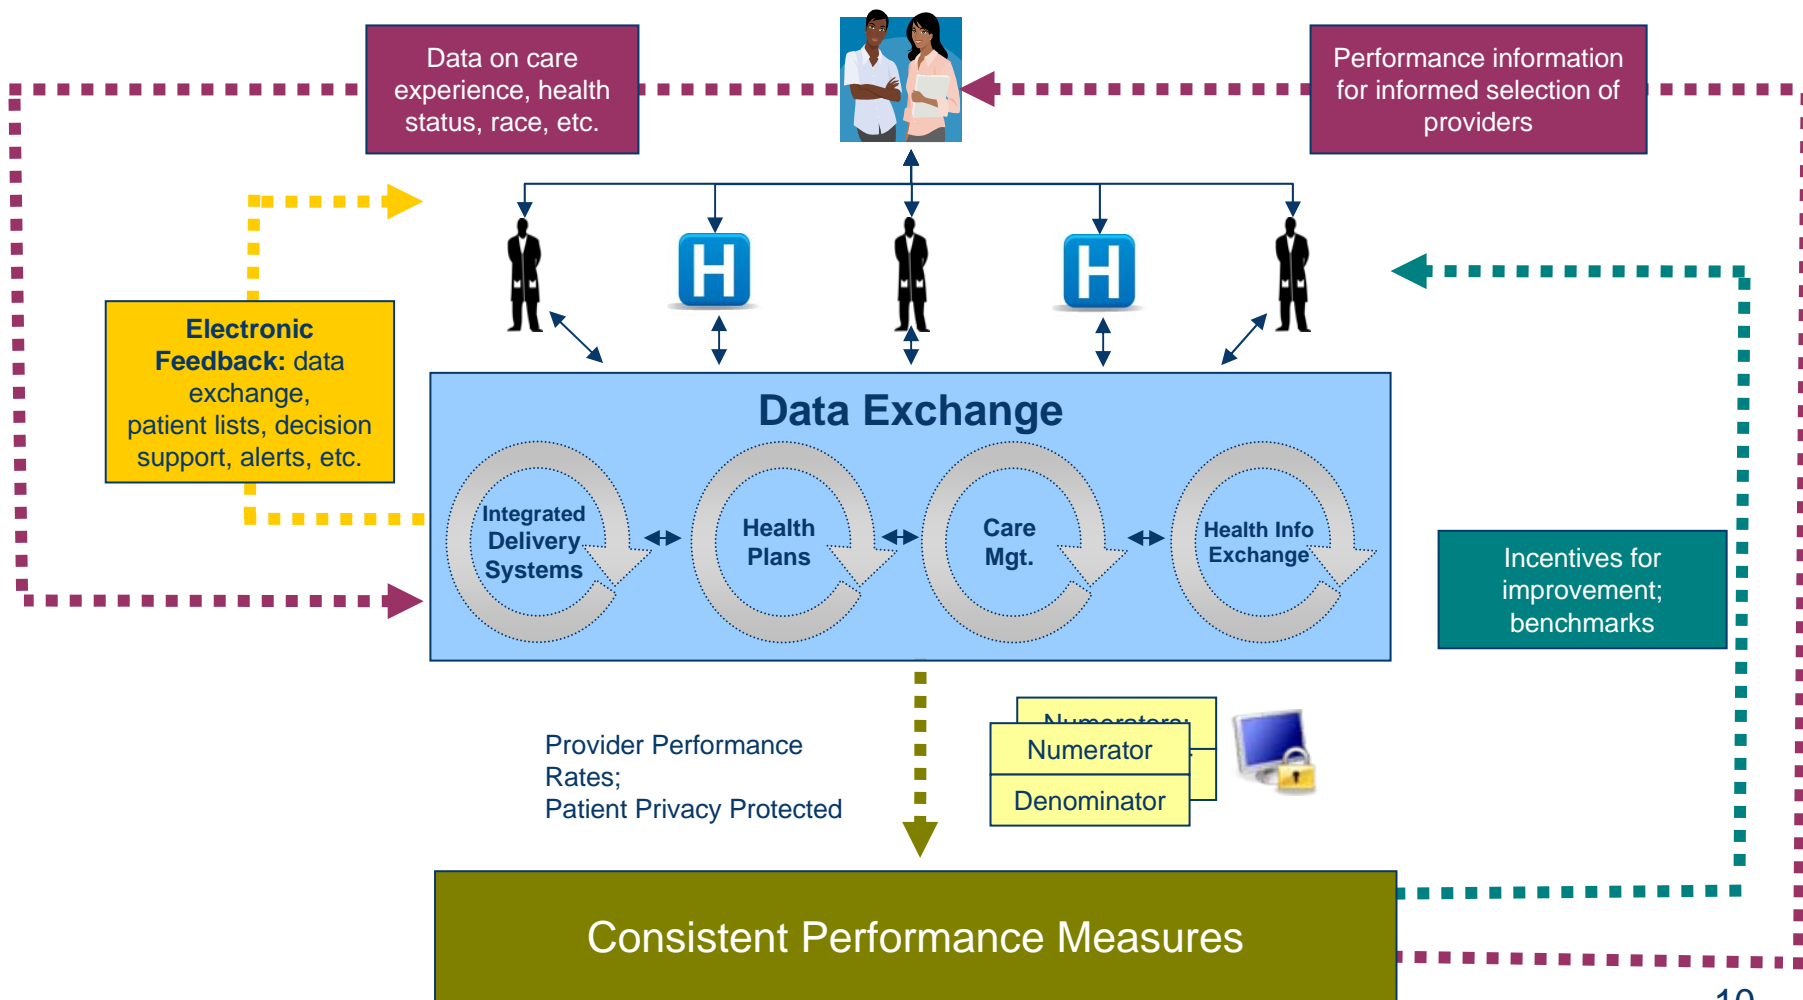 Data on care
experience, health
status, race, etc.
Performance information
for informed selection of
providers
H
H
Electronic
Feedback: data
exchange,
patient lists, decision
support, alerts, etc.
Data Exchange
Integrated
Delivery
Systems
Health
Plans
Care
Mgt.
Health Info
Exchange
Incentives for
improvement;
benchmarks
Provider Performance
Rates;
Patient Privacy Protected
Numerator
Denominator
Consistent Performance Measures
10